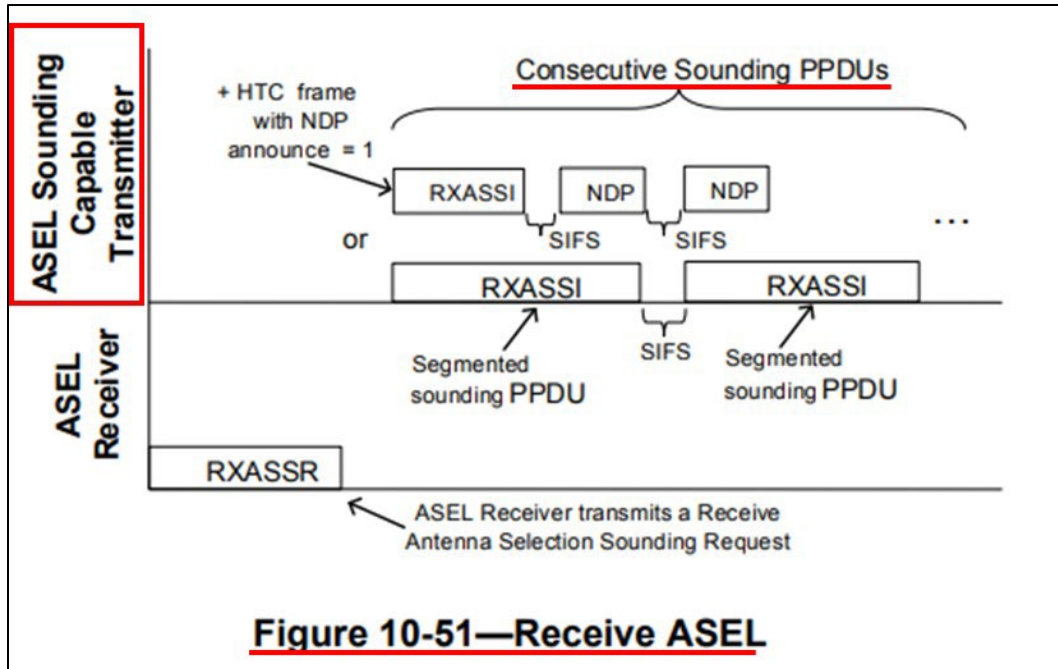 ASEL Sounding
Capable
Transmitter
Consecutive Sounding PPDUs
+ HTC frame
with NDP
announce = 1
RXASSI
NDP
NDP
SIFS
SIFS
...
or
RXASSI
RXASSI
SIFS
Segmented
sounding PPDU
Segmented
sounding PPDU
ASEL
Receiver
RXASSR
ASEL Receiver transmits a Receive
Antenna Selection Sounding Request
Figure 10-51—Receive ASEL